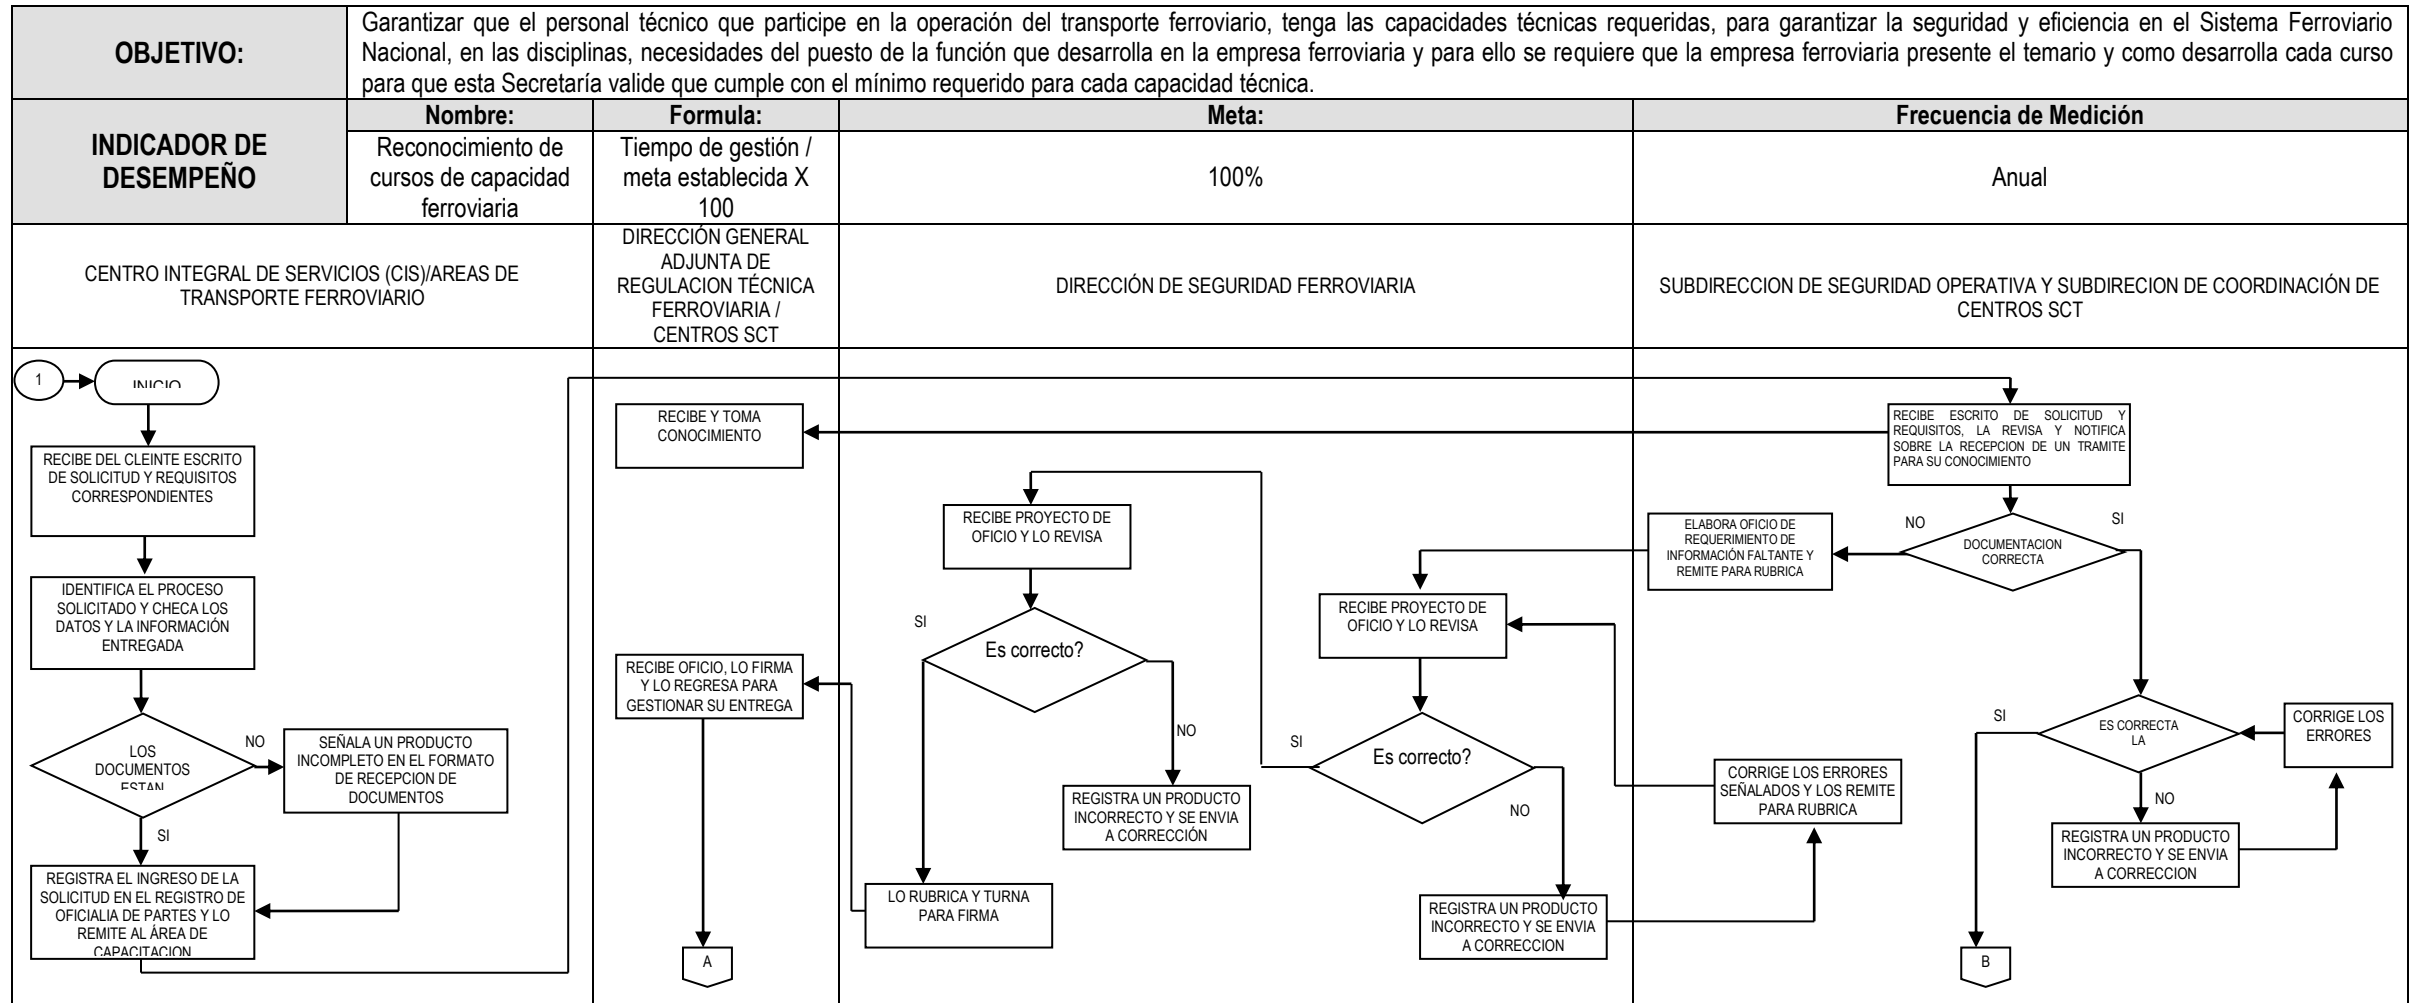 OBJETIVO:
Garantizar que el personal técnico que participe en la operación del transporte ferroviario, tenga las capacidades técnicas requeridas, para garantizar la seguridad y eficiencia en el Sistema Ferroviario
Nacional, en las disciplinas, necesidades del puesto de la función que desarrolla en la empresa ferroviaria y para ello se requiere que la empresa ferroviaria presente el temario y como desarrolla cada curso
para que esta Secretaría valide que cumple con el mínimo requerido para cada capacidad técnica.
INDICADOR DE
DESEMPEÑO
Nombre:
Formula:
Meta:
Frecuencia de Medición
Reconocimiento de
cursos de capacidad
ferroviaria
Tiempo de gestión /
meta establecida X
100
100%
Anual
CENTRO INTEGRAL DE SERVICIOS (CIS)/AREAS DE
TRANSPORTE FERROVIARIO
DIRECCIÓN GENERAL
ADJUNTA DE
REGULACION TÉCNICA
FERROVIARIA /
CENTROS SCT
DIRECCIÓN DE SEGURIDAD FERROVIARIA
SUBDIRECCION DE SEGURIDAD OPERATIVA Y SUBDIRECION DE COORDINACIÓN DE
CENTROS SCT
1
INICIO
RECIBE DEL CLEINTE ESCRITO
DE SOLICITUD Y REQUISITOS
CORRESPONDIENTES
IDENTIFICA EL PROCESO
SOLICITADO Y CHECA LOS
DATOS Y LA INFORMACIÓN
ENTREGADA
LOS
DOCUMENTOS
ESTAN
NO
SI
SEÑALA UN PRODUCTO
INCOMPLETO EN EL FORMATO
DE RECEPCION DE
DOCUMENTOS
REGISTRA EL INGRESO DE LA
SOLICITUD EN EL REGISTRO DE
OFICIALIA DE PARTES Y LO
REMITE AL ÁREA DE
CAPACITACION
RECIBE Y TOMA
CONOCIMIENTO
RECIBE OFICIO, LO FIRMA
Y LO REGRESA PARA
GESTIONAR SU ENTREGA
A
RECIBE PROYECTO DE
OFICIO Y LO REVISA
SI
Es correcto?
NO
REGISTRA UN PRODUCTO
INCORRECTO Y SE ENVIA
A CORRECCIÓN
LO RUBRICA Y TURNA
PARA FIRMA
RECIBE PROYECTO DE
OFICIO Y LO REVISA
SI
Es correcto?
NO
REGISTRA UN PRODUCTO
INCORRECTO Y SE ENVIA
A CORRECCION
RECIBE ESCRITO DE SOLICITUD Y
REQUISITOS, LA REVISA Y NOTIFICA
SOBRE LA RECEPCION DE UN TRAMITE
PARA SU CONOCIMIENTO
ELABORA OFICIO DE
REQUERIMIENTO DE
INFORMACIÓN FALTANTE Y
REMITE PARA RUBRICA
NO
SI
DOCUMENTACION
CORRECTA
CORRIGE LOS ERRORES
SEÑALADOS Y LOS REMITE
PARA RUBRICA
SI
ES CORRECTA
LA
NO
CORRIGE LOS
ERRORES
REGISTRA UN PRODUCTO
INCORRECTO Y SE ENVIA
A CORRECCION
B